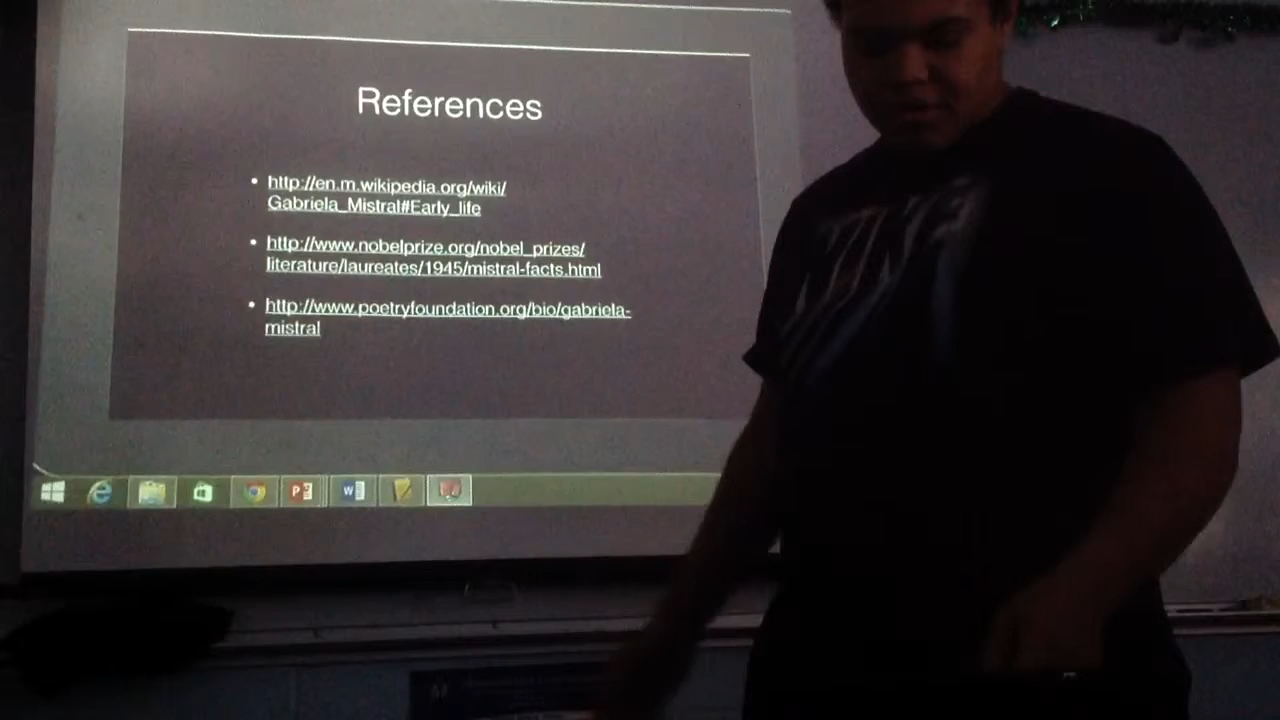 References
• http://en.m.wikipedia.org/wiki/
Gabriela_Mistral#Early_life
• http://www.nobelprize.org/nobel_prizes/
literature/laureates/1945/mistral-facts.html
• http://www.poetryfoundation.org/bio/gabriela-
mistral